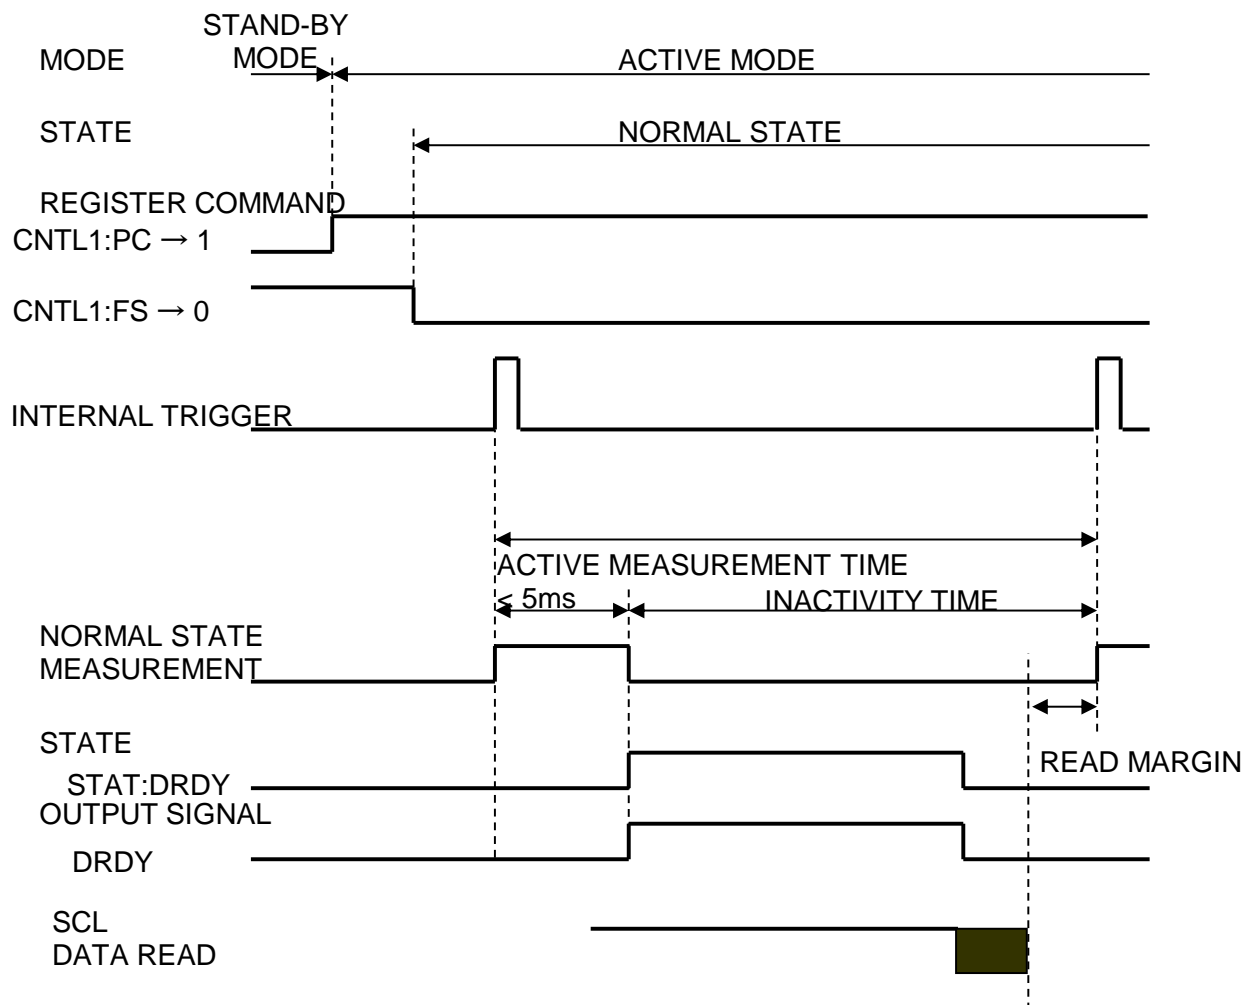 STAND-BY
MODE
MODE
ACTIVE MODE
STATE
NORMAL STATE
REGISTER COMMAND
CNTL1:PC → 1
CNTL1:FS → 0
INTERNAL TRIGGER
ACTIVE MEASUREMENT TIME
< 5ms
INACTIVITY TIME
NORMAL STATE
MEASUREMENT
STATE
STAT:DRDY
READ MARGIN
OUTPUT SIGNAL
DRDY
SCL
DATA READ